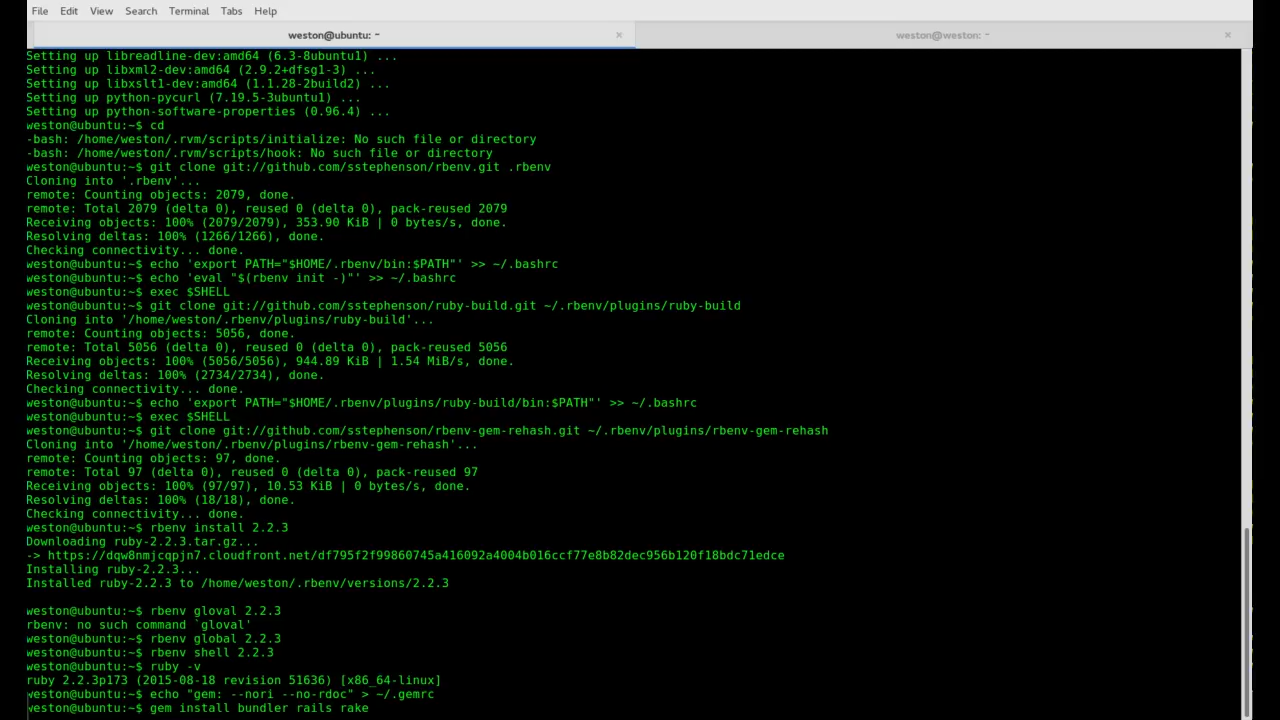 File Edit View Search Terminal Tabs Help
weston@ubuntu: ~ × weston@weston: ~ ×
Setting up libreadline-dev:amd64 (6.3-8ubuntu1) ...
Setting up libxml2-dev:amd64 (2.9.2+dfsg1-3) ...
Setting up libxslt1-dev:amd64 (1.1.28-2build2) ...
Setting up python-pycurl (7.19.5-3ubuntu1) ...
Setting up python-software-properties (0.96.4) ...
weston@ubuntu:~$ cd
-bash: /home/weston/.rvm/scripts/initialize: No such file or directory
-bash: /home/weston/.rvm/scripts/hook: No such file or directory
weston@ubuntu:~$ git clone git://github.com/sstephenson/rbenv.git .rbenv
Cloning into '.rbenv'...
remote: Counting objects: 2079, done.
remote: Total 2079 (delta 0), reused 0 (delta 0), pack-reused 2079
Receiving objects: 100% (2079/2079), 353.90 KiB | 0 bytes/s, done.
Resolving deltas: 100% (1266/1266), done.
Checking connectivity... done.
weston@ubuntu:~$ echo 'export PATH="$HOME/.rbenv/bin:$PATH"' >> ~/.bashrc
weston@ubuntu:~$ echo 'eval "$(rbenv init -)"' >> ~/.bashrc
weston@ubuntu:~$ exec $SHELL
weston@ubuntu:~$ git clone git://github.com/sstephenson/ruby-build.git ~/.rbenv/plugins/ruby-build
Cloning into '/home/weston/.rbenv/plugins/ruby-build'...
remote: Counting objects: 5056, done.
remote: Total 5056 (delta 0), reused 0 (delta 0), pack-reused 5056
Receiving objects: 100% (5056/5056), 944.89 KiB | 1.54 MiB/s, done.
Resolving deltas: 100% (2734/2734), done.
Checking connectivity... done.
weston@ubuntu:~$ echo 'export PATH="$HOME/.rbenv/plugins/ruby-build/bin:$PATH"' >> ~/.bashrc
weston@ubuntu:~$ exec $SHELL
weston@ubuntu:~$ git clone git://github.com/sstephenson/rbenv-gem-rehash.git ~/.rbenv/plugins/rbenv-gem-rehash
Cloning into '/home/weston/.rbenv/plugins/rbenv-gem-rehash'...
remote: Counting objects: 97, done.
remote: Total 97 (delta 0), reused 0 (delta 0), pack-reused 97
Receiving objects: 100% (97/97), 10.53 KiB | 0 bytes/s, done.
Resolving deltas: 100% (18/18), done.
Checking connectivity... done.
weston@ubuntu:~$ rbenv install 2.2.3
Downloading ruby-2.2.3.tar.gz...
-> https://dqw8nmjcqpjn7.cloudfront.net/df795f2f99860745a416092a4004b016ccf77e8b82dec956b120f18bdc71edce
Installing ruby-2.2.3...
Installed ruby-2.2.3 to /home/weston/.rbenv/versions/2.2.3
weston@ubuntu:~$ rbenv gloval 2.2.3
rbenv: no such command `gloval'
weston@ubuntu:~$ rbenv global 2.2.3
weston@ubuntu:~$ rbenv shell 2.2.3
weston@ubuntu:~$ ruby -v
ruby 2.2.3p173 (2015-08-18 revision 51636) [x86_64-linux]
weston@ubuntu:~$ echo "gem: --nori --no-rdoc" > ~/.gemrc
weston@ubuntu:~$ gem install bundler rails rake